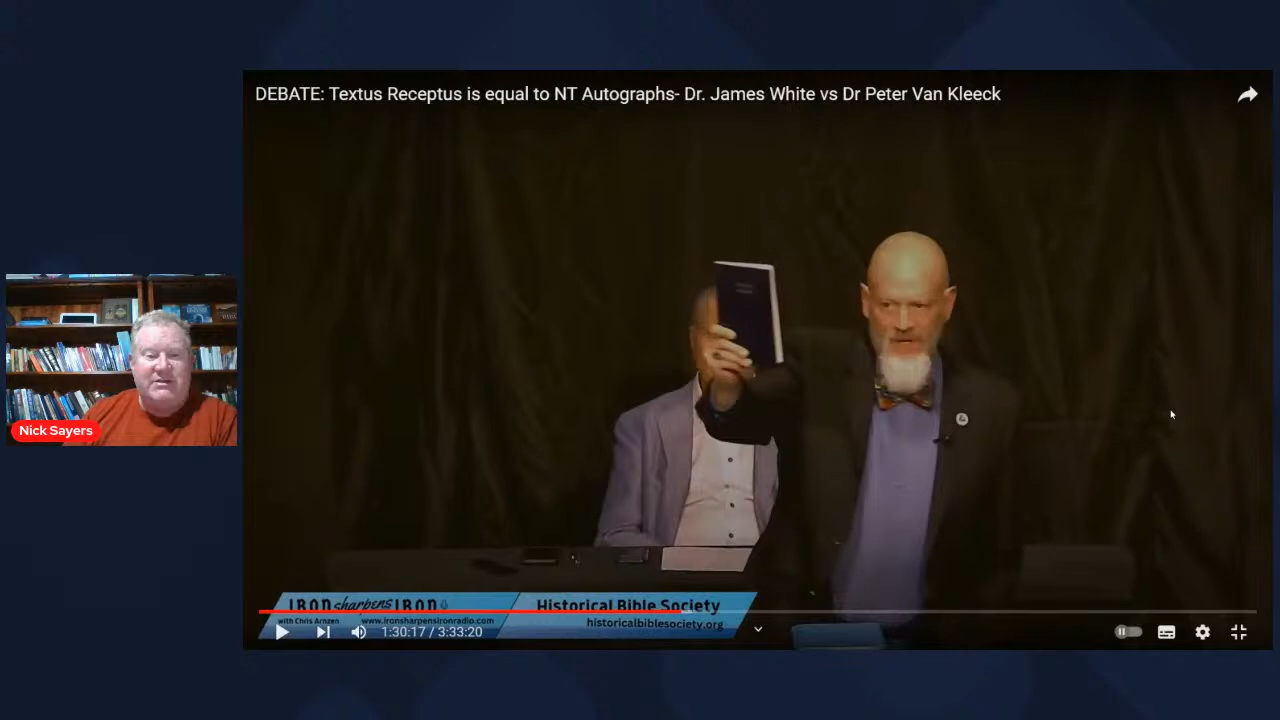 DEBATE: Textus Receptus is equal to NT Autographs- Dr. James White vs Dr Peter Van Kleeck
Nick Sayers
IRON sharpens IRON
Historical Bible Society
with Chris Arnzen www.ironsharpensironradio.com
historicalbiblesociety.org
1:30:17 / 3:33:20